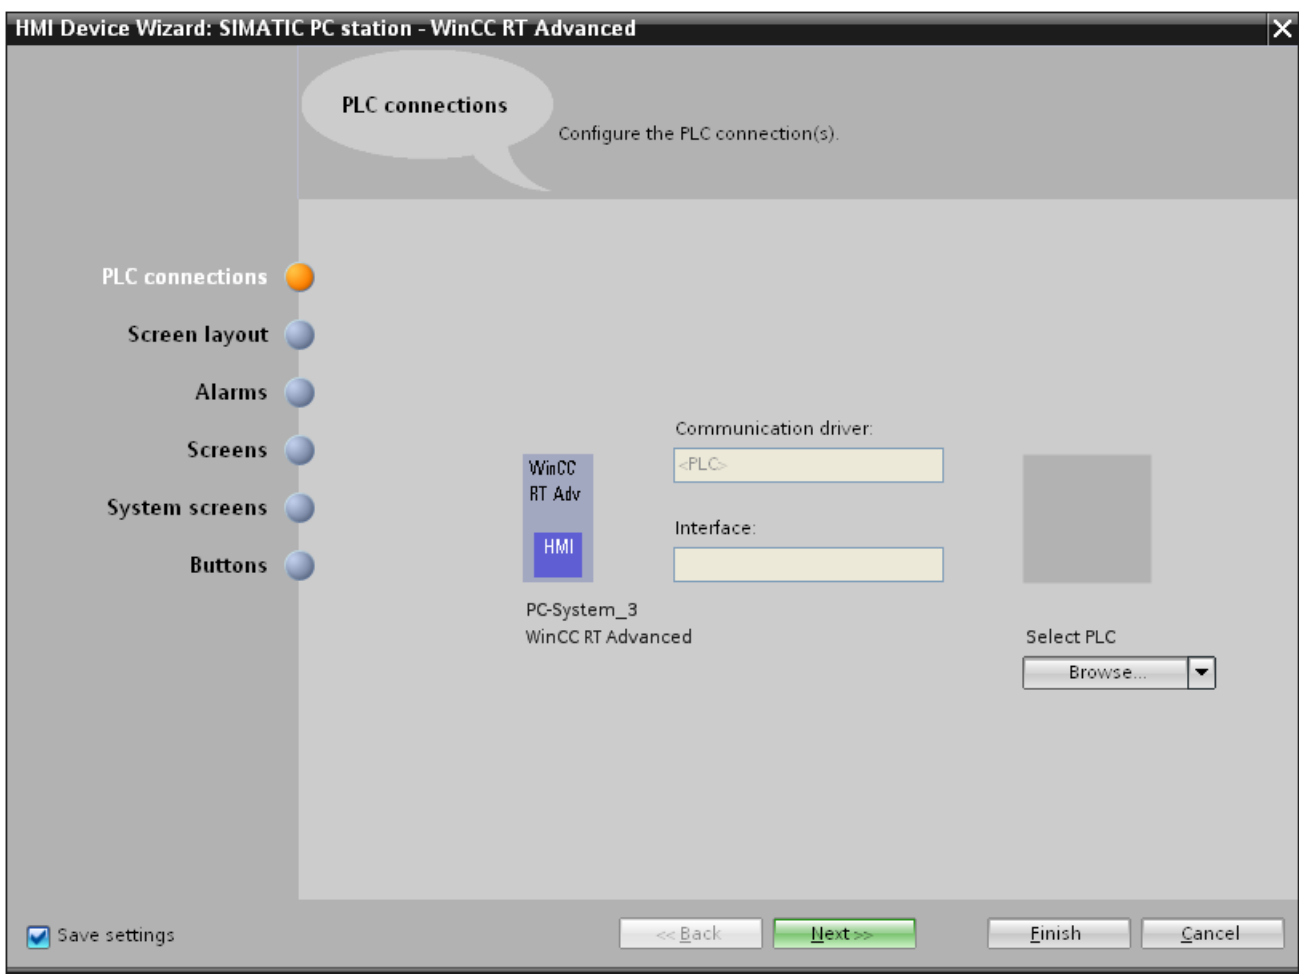 HMI Device Wizard: SIMATIC PC station - WinCC RT Advanced
PLC connections
Configure the PLC connection(s).
PLC connections
Screen layout
Alarms
Screens
System screens
Buttons
Communication driver:
<PLC>
WinCC
RT Adv
Interface:
HMI
PC-System_3
WinCC RT Advanced
Select PLC
Browse...
Save settings
<< Back
Next >>
Finish
Cancel